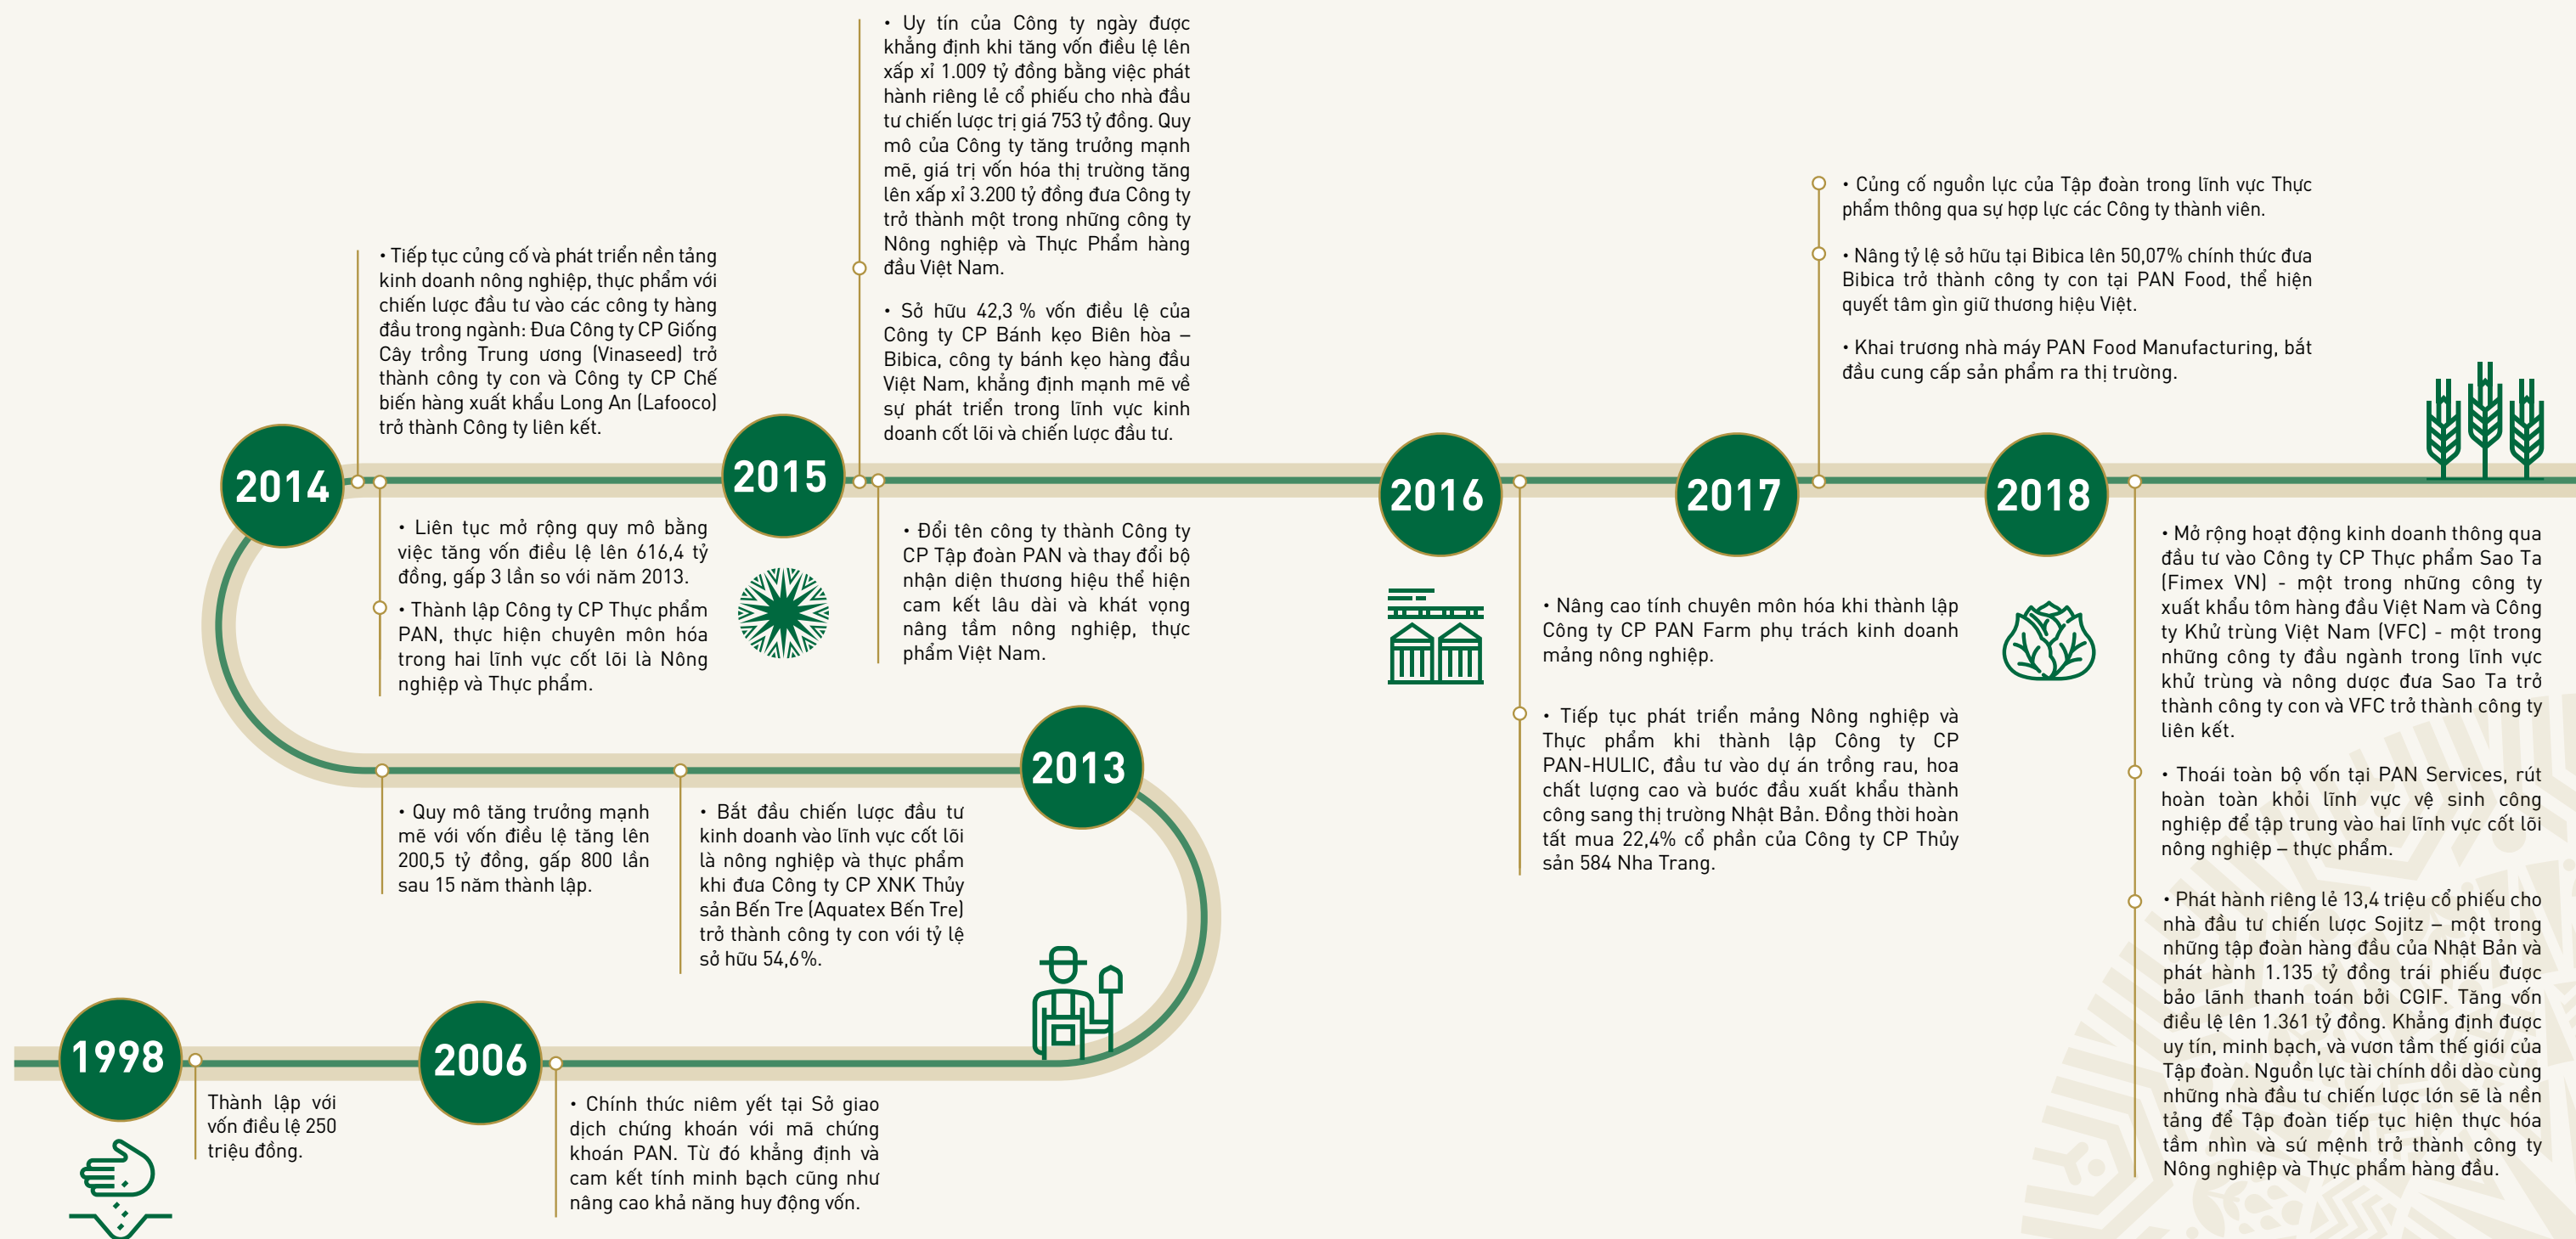 1998
Thành lập với
vốn điều lệ 250
triệu đồng.
2006
• Chính thức niêm yết tại Sở giao
dịch chứng khoán với mã chứng
khoán PAN. Từ đó khẳng định và
cam kết tính minh bạch cũng như
nâng cao khả năng huy động vốn.
2013
• Quy mô tăng trưởng mạnh
mẽ với vốn điều lệ tăng lên
200,5 tỷ đồng, gấp 800 lần
sau 15 năm thành lập.
• Bắt đầu chiến lược đầu tư
kinh doanh vào lĩnh vực cốt lõi
là nông nghiệp và thực phẩm
khi đưa Công ty CP XNK Thủy
sản Bến Tre (Aquatex Bến Tre)
trở thành công ty con với tỷ lệ
sở hữu 54,6%.
2014
• Tiếp tục củng cố và phát triển nền tảng
kinh doanh nông nghiệp, thực phẩm với
chiến lược đầu tư vào các công ty hàng
đầu trong ngành: Đưa Công ty CP Giống
Cây trồng Trung ương (Vinaseed) trở
thành công ty con và Công ty CP Chế
biến hàng xuất khẩu Long An (Lafooco)
trở thành Công ty liên kết.
• Liên tục mở rộng quy mô bằng
việc tăng vốn điều lệ lên 616,4 tỷ
đồng, gấp 3 lần so với năm 2013.
• Thành lập Công ty CP Thực phẩm
PAN, thực hiện chuyên môn hóa
trong hai lĩnh vực cốt lõi là Nông
nghiệp và Thực phẩm.
2015
• Uy tín của Công ty ngày được
khẳng định khi tăng vốn điều lệ lên
xấp xỉ 1.009 tỷ đồng bằng việc phát
hành riêng lẻ cổ phiếu cho nhà đầu
tư chiến lược trị giá 753 tỷ đồng. Quy
mô của Công ty tăng trưởng mạnh
mẽ, giá trị vốn hóa thị trường tăng
lên xấp xỉ 3.200 tỷ đồng đưa Công ty
trở thành một trong những công ty
Nông nghiệp và Thực Phẩm hàng
đầu Việt Nam.
• Sở hữu 42,3 % vốn điều lệ của
Công ty CP Bánh kẹo Biên hòa –
Bibica, công ty bánh kẹo hàng đầu
Việt Nam, khẳng định mạnh mẽ về
sự phát triển trong lĩnh vực kinh
doanh cốt lõi và chiến lược đầu tư.
• Đổi tên công ty thành Công ty
CP Tập đoàn PAN và thay đổi bộ
nhận diện thương hiệu thể hiện
cam kết lâu dài và khát vọng
nâng tầm nông nghiệp, thực
phẩm Việt Nam.
2016
• Nâng cao tính chuyên môn hóa khi thành lập
Công ty CP PAN Farm phụ trách kinh doanh
mảng nông nghiệp.
• Tiếp tục phát triển mảng Nông nghiệp và
Thực phẩm khi thành lập Công ty CP
PAN-HULIC, đầu tư vào dự án trồng rau, hoa
chất lượng cao và bước đầu xuất khẩu thành
công sang thị trường Nhật Bản. Đồng thời hoàn
tất mua 22,4% cổ phần của Công ty CP Thủy
sản 584 Nha Trang.
2017
• Củng cố nguồn lực của Tập đoàn trong lĩnh vực Thực
phẩm thông qua sự hợp lực các Công ty thành viên.
• Nâng tỷ lệ sở hữu tại Bibica lên 50,07% chính thức đưa
Bibica trở thành công ty con tại PAN Food, thể hiện
quyết tâm gìn giữ thương hiệu Việt.
• Khai trương nhà máy PAN Food Manufacturing, bắt
đầu cung cấp sản phẩm ra thị trường.
2018
• Mở rộng hoạt động kinh doanh thông qua
đầu tư vào Công ty CP Thực phẩm Sao Ta
(Fimex VN) - một trong những công ty
xuất khẩu tôm hàng đầu Việt Nam và Công
ty Khử trùng Việt Nam (VFC) - một trong
những công ty đầu ngành trong lĩnh vực
khử trùng và nông dược đưa Sao Ta trở
thành công ty con và VFC trở thành công ty
liên kết.
• Thoái toàn bộ vốn tại PAN Services, rút
hoàn toàn khỏi lĩnh vực vệ sinh công
nghiệp để tập trung vào hai lĩnh vực cốt lõi
nông nghiệp – thực phẩm.
• Phát hành riêng lẻ 13,4 triệu cổ phiếu cho
nhà đầu tư chiến lược Sojitz – một trong
những tập đoàn hàng đầu của Nhật Bản và
phát hành 1.135 tỷ đồng trái phiếu được
bảo lãnh thanh toán bởi CGIF. Tăng vốn
điều lệ lên 1.361 tỷ đồng. Khẳng định được
uy tín, minh bạch, và vươn tầm thế giới của
Tập đoàn. Nguồn lực tài chính dồi dào cùng
những nhà đầu tư chiến lược lớn sẽ là nền
tảng để Tập đoàn tiếp tục hiện thực hóa
tầm nhìn và sứ mệnh trở thành công ty
Nông nghiệp và Thực phẩm hàng đầu.